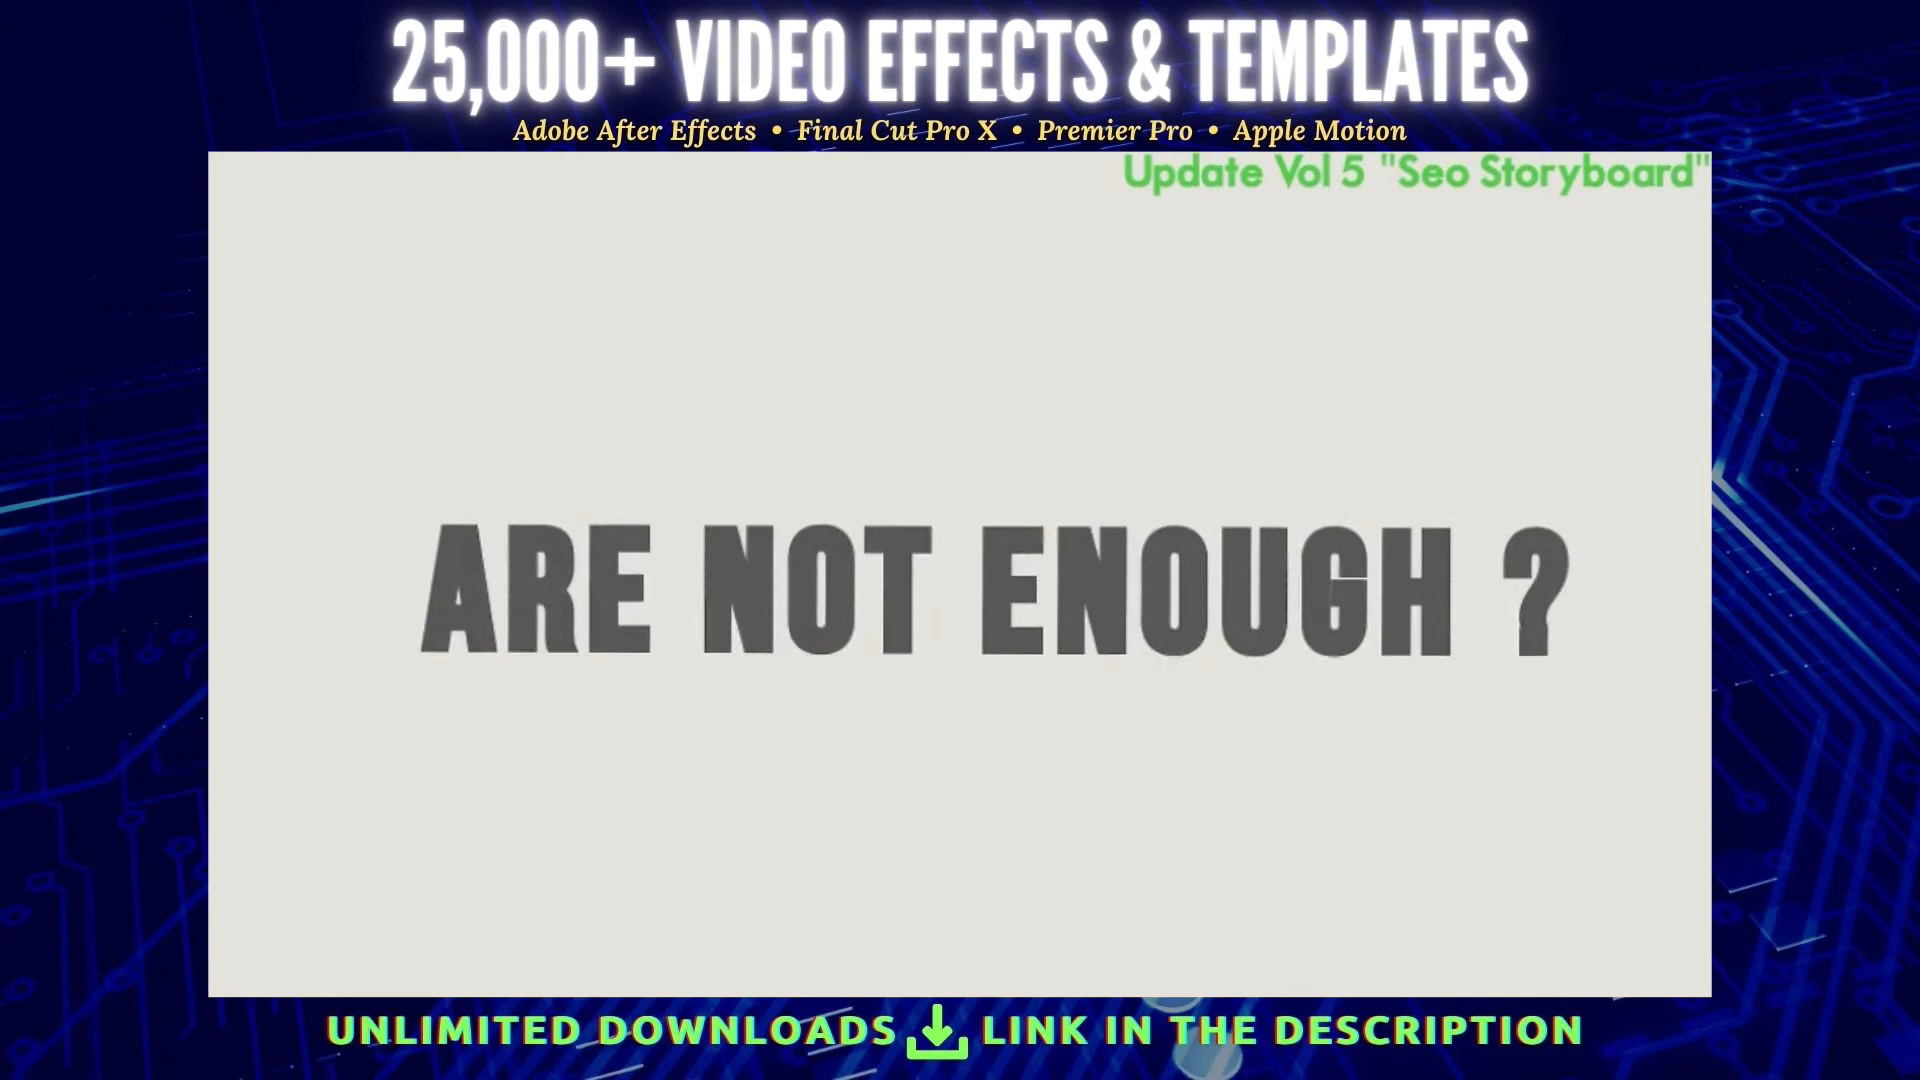 25,000+ VIDEO EFFECTS & TEMPLATES
Adobe After Effects • Final Cut Pro X • Premier Pro • Apple Motion
Update Vol 5 "Seo Storyboard"
ARE NOT ENOUGH ?
UNLIMITED DOWNLOADS LINK IN THE DESCRIPTION